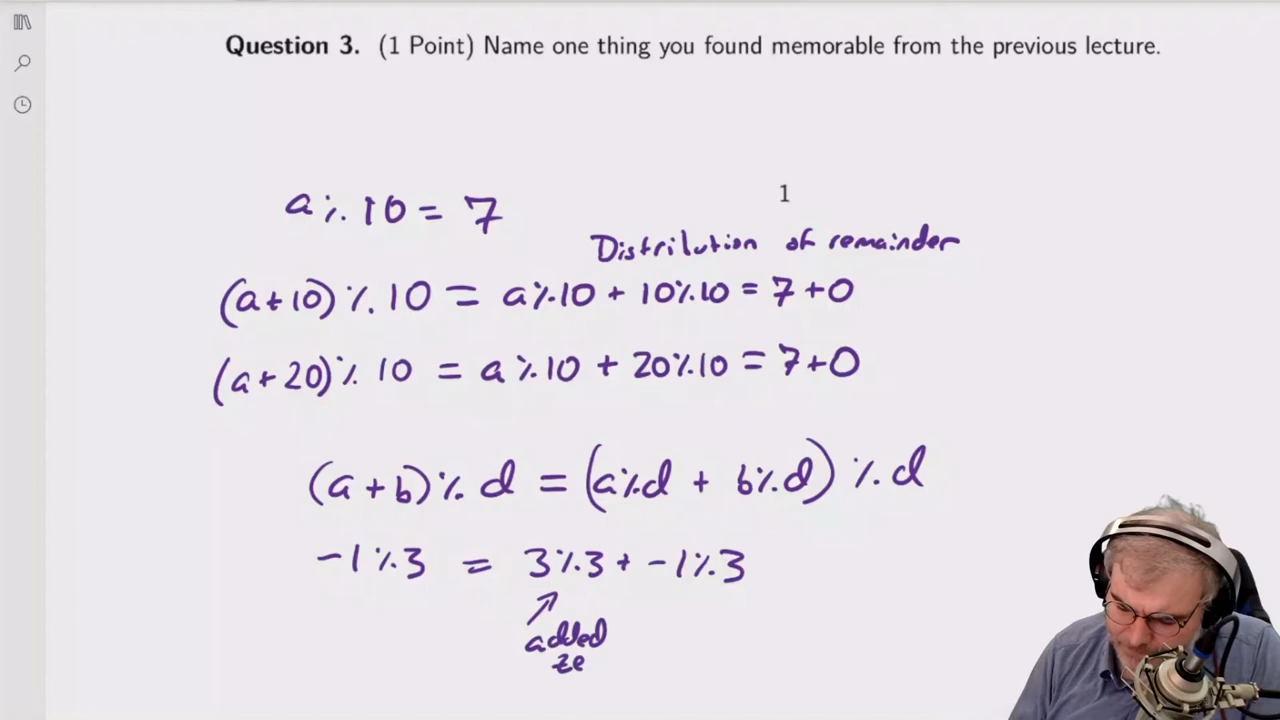 Question 3. (1 Point) Name one thing you found memorable from the previous lecture.
1
a % 10 = 7
Distrilution of remainder
(a+10) % 10 = a%10 + 10%10 = 7+0
(a+20) % 10 = a%10 + 20%10 = 7+0
(a+b) % d = (a%d + b%d) % d
-1%3 = 3%3 + -1%3
added
ze